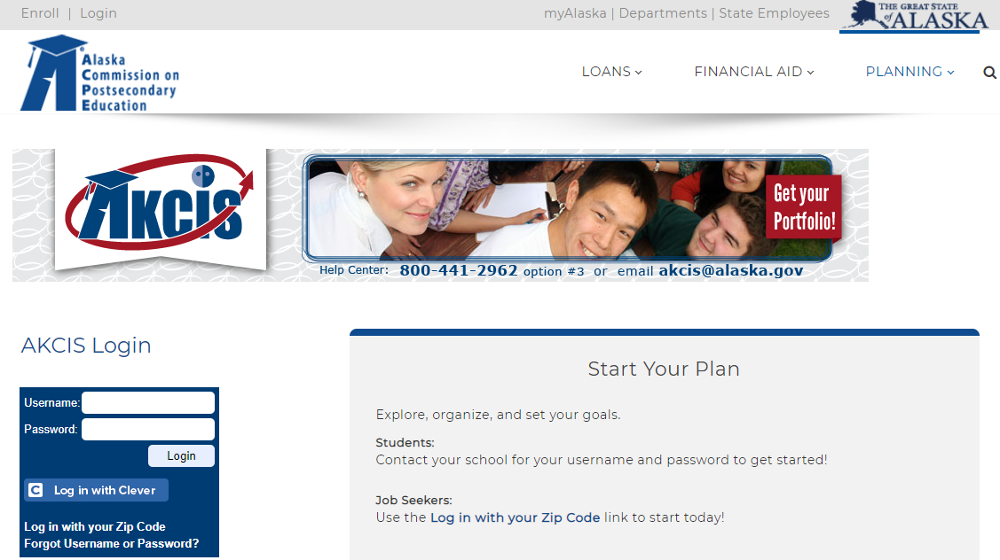 Enroll | Login
myAlaska | Departments | State Employees
THE GREAT STATE
of ALASKA
Alaska
Commission on
Postsecondary
Education
LOANS
FINANCIAL AID
PLANNING
AKCIS
Get your
Portfolio!
Help Center: 800-441-2962 option #3 or email akcis@alaska.gov
AKCIS Login
Username:
Password:
Login
C Log in with Clever
Log in with your Zip Code
Forgot Username or Password?
Start Your Plan
Explore, organize, and set your goals.
Students:
Contact your school for your username and password to get started!
Job Seekers:
Use the Log in with your Zip Code link to start today!